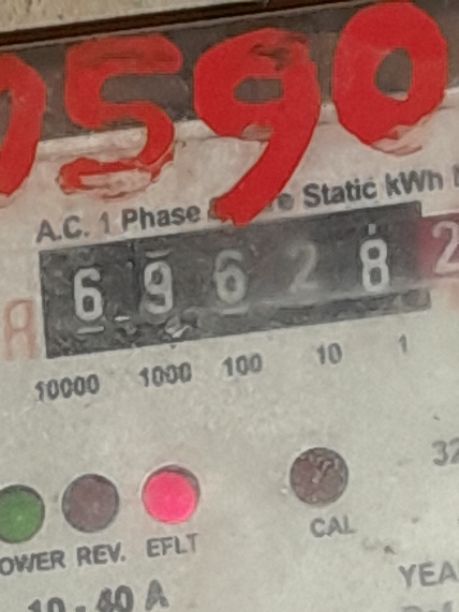 590
A.C. 1 Phase Static kWh
6 9 6 2 8 2
10000 1000 100 10 1
32
REV. EFLT CAL
10 - 40 A
YEA